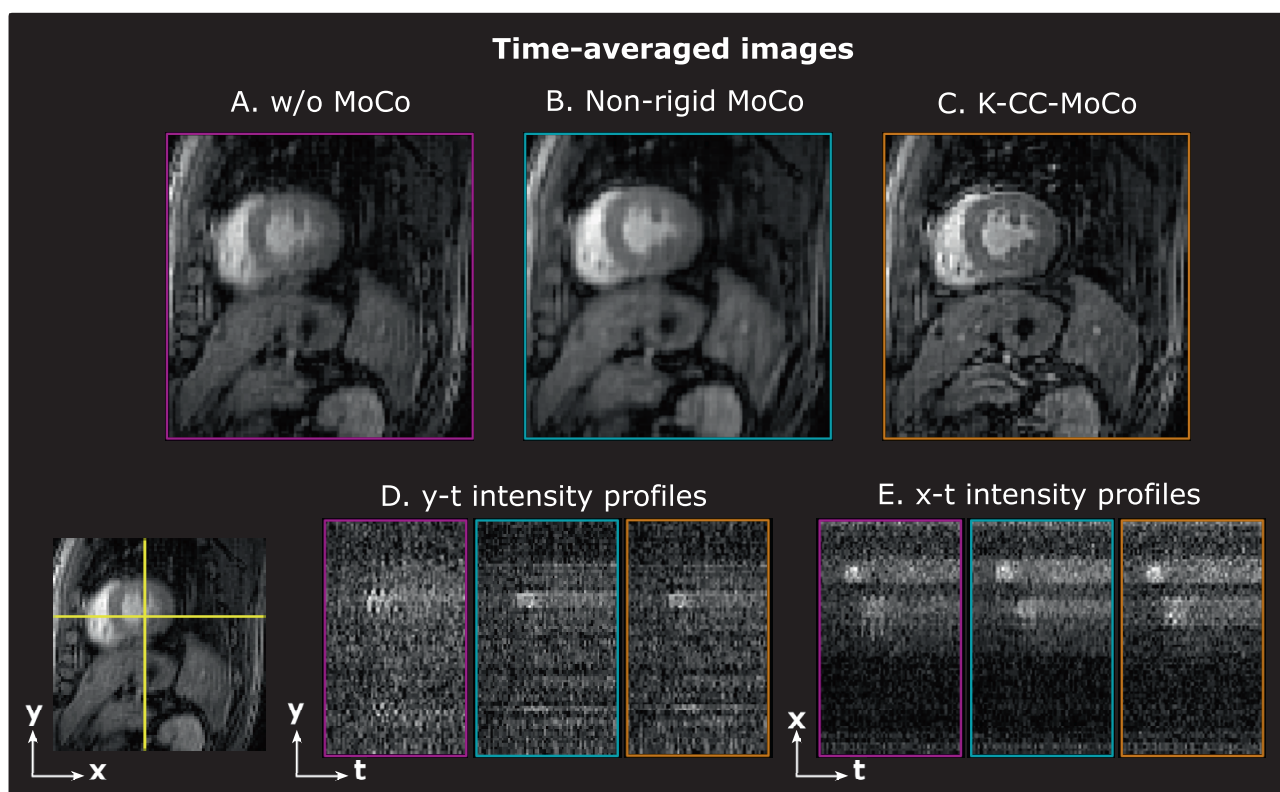 Time-averaged images
A. w/o MoCo
B. Non-rigid MoCo
C. K-CC-MoCo
D. y-t intensity profiles
E. x-t intensity profiles
y
x
y
t
x
t